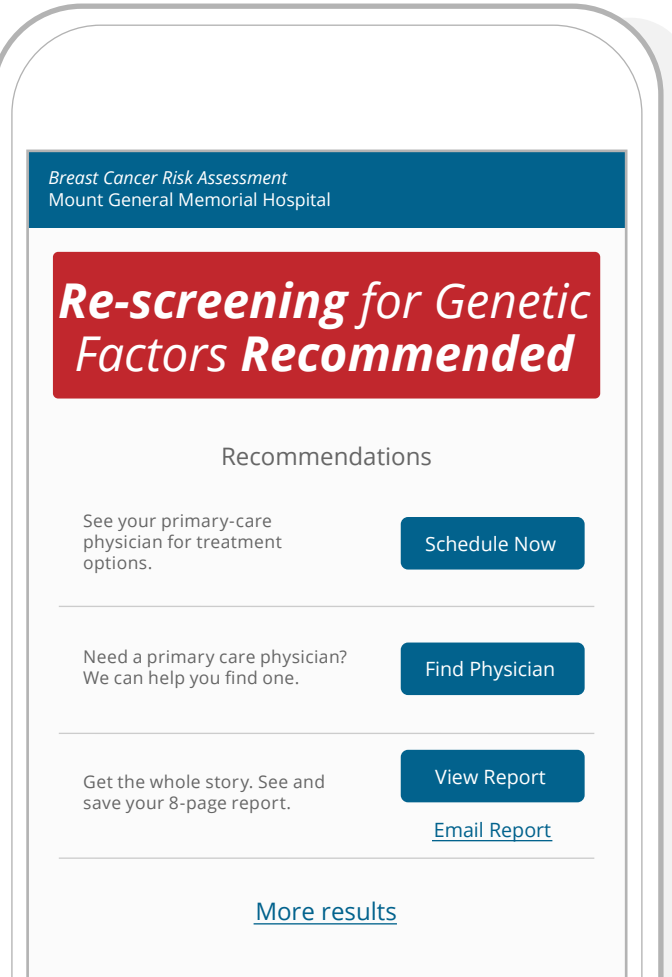 Breast Cancer Risk Assessment
Mount General Memorial Hospital
Re-screening for Genetic
Factors Recommended
Recommendations
See your primary-care
physician for treatment
options.
Schedule Now
Need a primary care physician?
We can help you find one.
Find Physician
Get the whole story. See and
save your 8-page report.
View Report
Email Report
More results